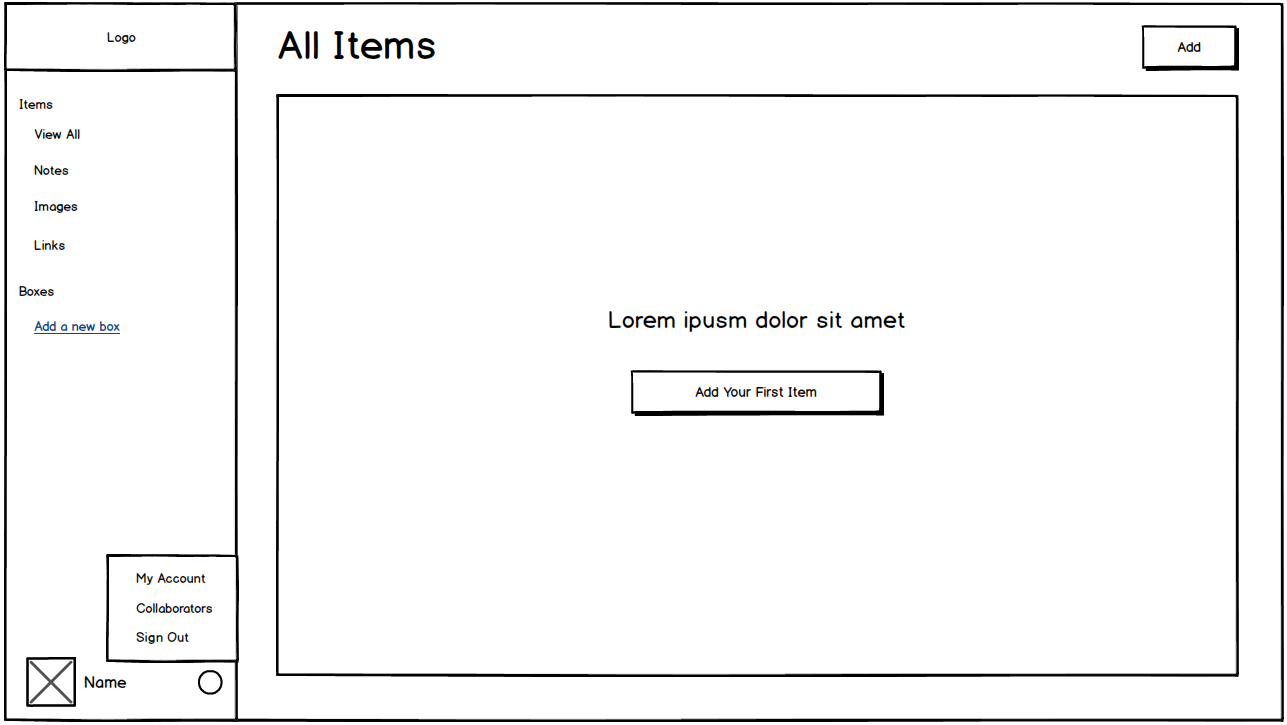 Logo
Items
View All
Notes
Images
Links
Boxes
Add a new box
My Account
Collaborators
Sign Out
Name
All Items
Add
Lorem ipusm dolor sit amet
Add Your First Item